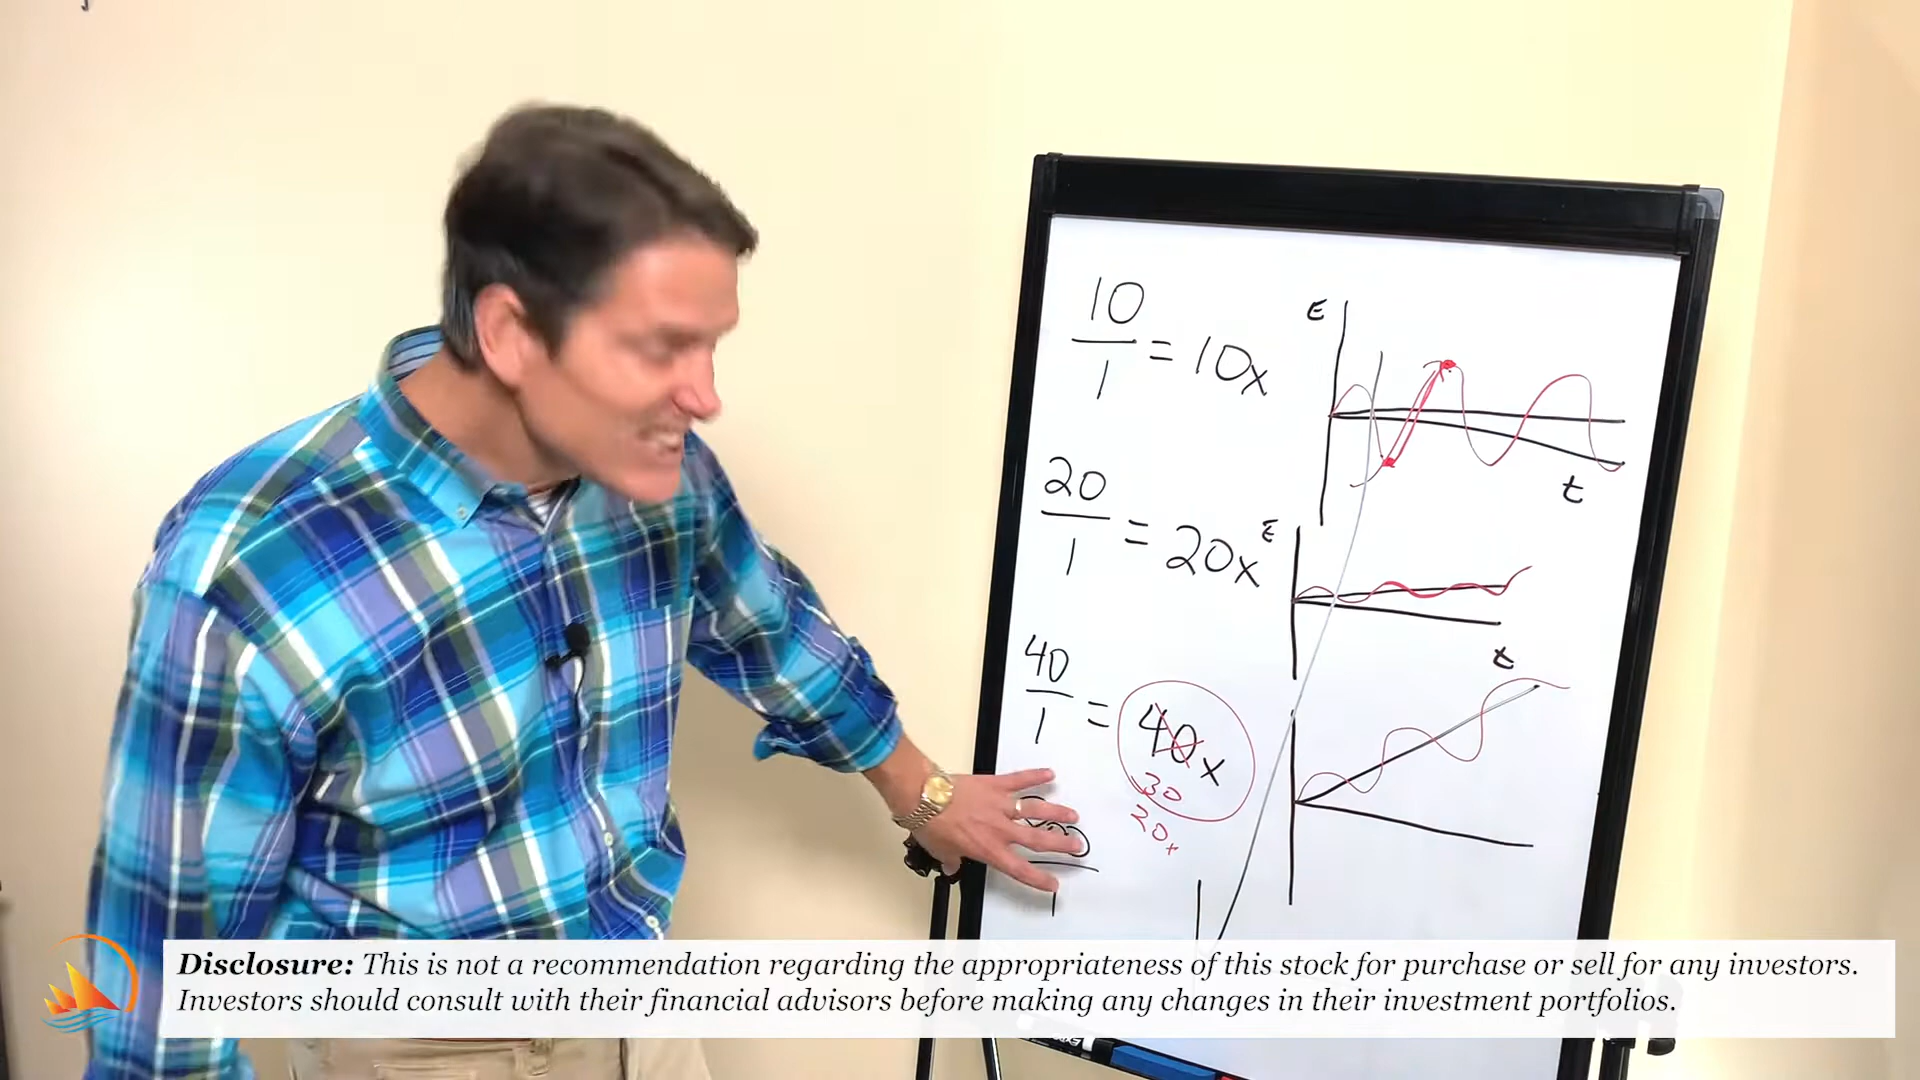 10
1
= 10x
E
t
20
1
= 20x
E
t
40
1
= 40x
30
20x
1
Disclosure: This is not a recommendation regarding the appropriateness of this stock for purchase or sell for any investors.
Investors should consult with their financial advisors before making any changes in their investment portfolios.